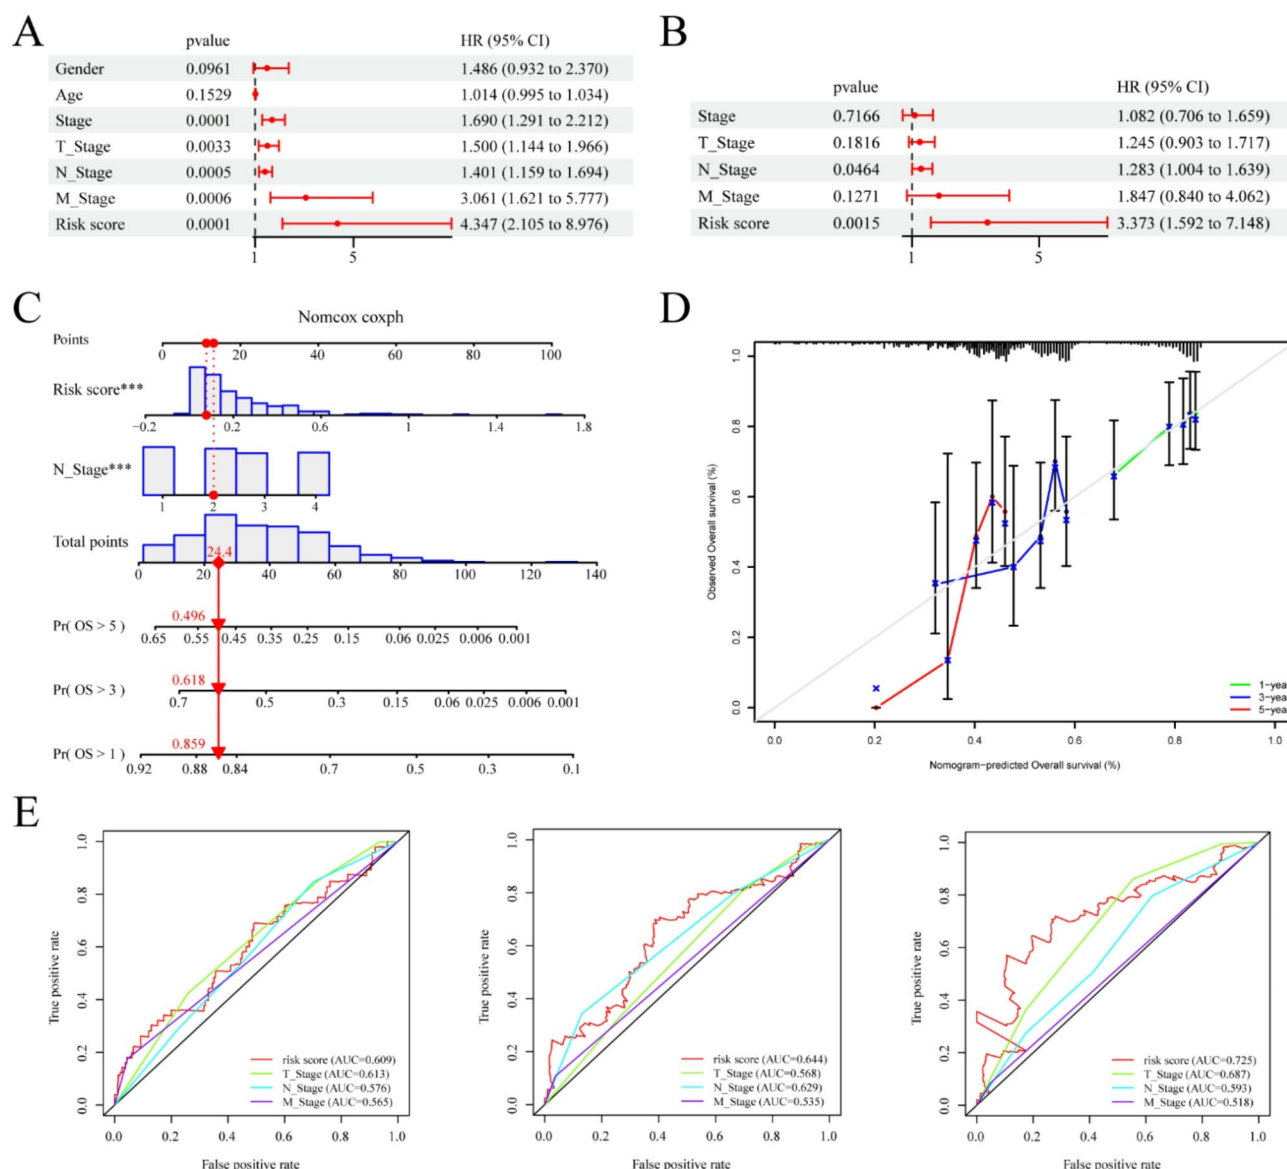 A
pvalue HR (95% CI)
Gender 0.0961 1.486 (0.932 to 2.370)
Age 0.1529 1.014 (0.995 to 1.034)
Stage 0.0001 1.690 (1.291 to 2.212)
T_Stage 0.0033 1.500 (1.144 to 1.966)
N_Stage 0.0005 1.401 (1.159 to 1.694)
M_Stage 0.0006 3.061 (1.621 to 5.777)
Risk score 0.0001 4.347 (2.105 to 8.976)
1 5
B
pvalue HR (95% CI)
Stage 0.7166 1.082 (0.706 to 1.659)
T_Stage 0.1816 1.245 (0.903 to 1.717)
N_Stage 0.0464 1.283 (1.004 to 1.639)
M_Stage 0.1271 1.847 (0.840 to 4.062)
Risk score 0.0015 3.373 (1.592 to 7.148)
1 5
C
Nomcox coxph
Points
0 20 40 60 80 100
Risk score***
−0.2 0.2 0.6 1 1.4 1.8
N_Stage***
1 2 3 4
Total points
24.4
0 20 40 60 80 100 120 140
Pr( OS > 5 )
0.496
0.65 0.55 0.45 0.35 0.25 0.15 0.06 0.025 0.006 0.001
Pr( OS > 3 )
0.618
0.7 0.5 0.3 0.15 0.06 0.025 0.006 0.001
Pr( OS > 1 )
0.859
0.92 0.88 0.84 0.7 0.5 0.3 0.1
D
Observed Overall survival (%)
1.0
0.8
0.6
0.4
0.2
0.0
1-yea
3-yea
5-yea
0.0 0.2 0.4 0.6 0.8 1.0
Nomogram-predicted Overall survival (%)
E
True positive rate
1.0
0.8
0.6
0.4
0.2
0.0
risk score (AUC=0.609)
T_Stage (AUC=0.613)
N_Stage (AUC=0.576)
M_Stage (AUC=0.565)
0.0 0.2 0.4 0.6 0.8 1.0
False positive rate
True positive rate
1.0
0.8
0.6
0.4
0.2
0.0
risk score (AUC=0.644)
T_Stage (AUC=0.568)
N_Stage (AUC=0.629)
M_Stage (AUC=0.535)
0.0 0.2 0.4 0.6 0.8 1.0
False positive rate
True positive rate
1.0
0.8
0.6
0.4
0.2
0.0
risk score (AUC=0.725)
T_Stage (AUC=0.687)
N_Stage (AUC=0.593)
M_Stage (AUC=0.518)
0.0 0.2 0.4 0.6 0.8 1.0
False positive rate